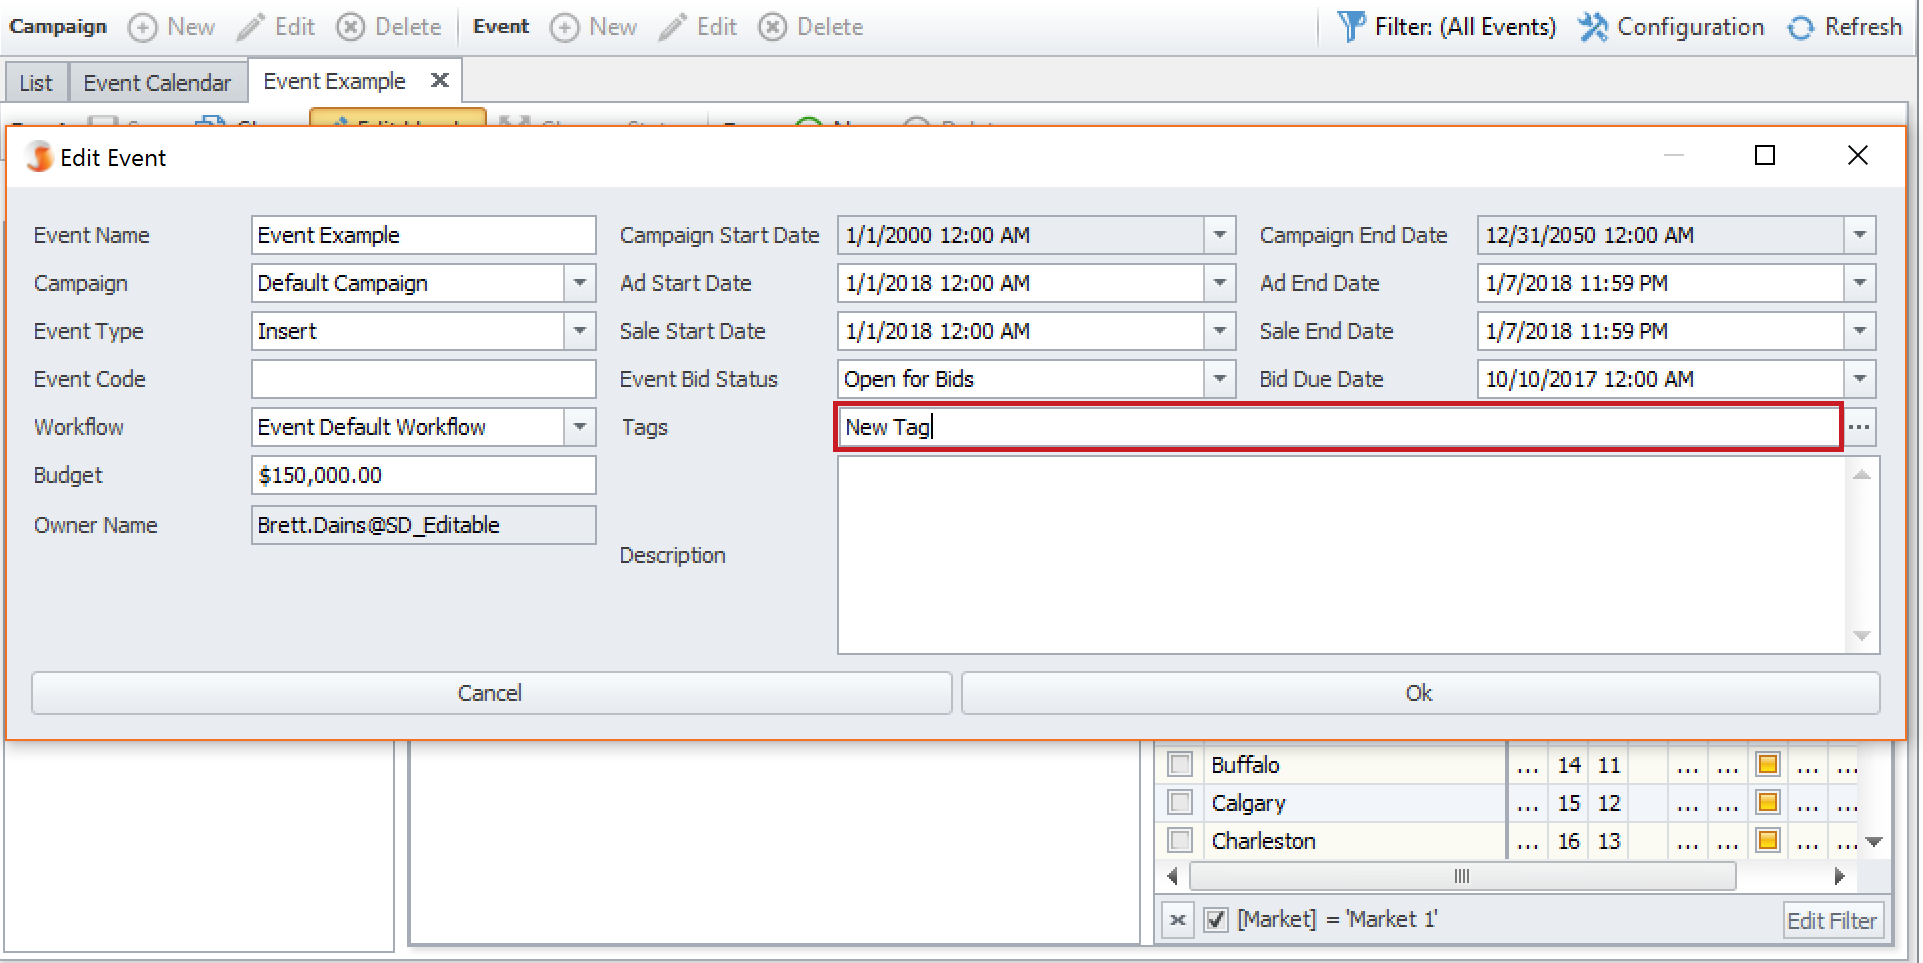 Campaign New Edit Delete Event New Edit Delete Filter: (All Events) Configuration Refresh
List Event Calendar Event Example
Edit Event
Event Name Event Example Campaign Start Date 1/1/2000 12:00 AM Campaign End Date 12/31/2050 12:00 AM
Campaign Default Campaign Ad Start Date 1/1/2018 12:00 AM Ad End Date 1/7/2018 11:59 PM
Event Type Insert Sale Start Date 1/1/2018 12:00 AM Sale End Date 1/7/2018 11:59 PM
Event Code Event Bid Status Open for Bids Bid Due Date 10/10/2017 12:00 AM
Workflow Event Default Workflow Tags New Tag ...
Budget $150,000.00
Owner Name Brett.Dains@SD_Editable
Description
Cancel Ok
Buffalo ... 14 11 ... ... ... ...
Calgary ... 15 12 ... ... ... ...
Charleston ... 16 13 ... ... ... ...
[Market] = 'Market 1' Edit Filter